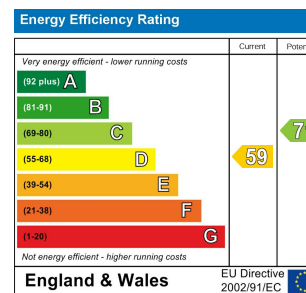 Energy Efficiency Rating
Current
Very energy efficient - lower running costs
(92 plus) A
(81-91) B
(69-80) C
7
(55-68) D
59
(39-54) E
(21-38) F
(1-20) G
Not energy efficient - higher running costs
England & Wales
EU Directive
2002/91/EC